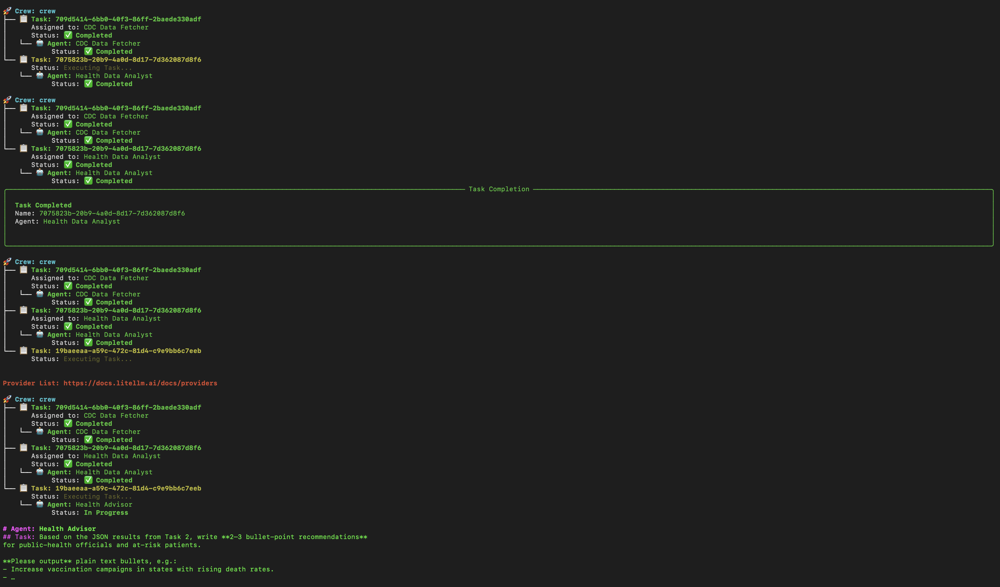 🚀 Crew: crew
├── 📋 Task: 709d5414-6bb0-40f3-86ff-2baede330adf
Assigned to: CDC Data Fetcher
Status: ✅ Completed
└── 🤖 Agent: CDC Data Fetcher
Status: ✅ Completed
└── 📋 Task: 7075823b-20b9-4a0d-8d17-7d362087d8f6
Status: Executing Task...
└── 🤖 Agent: Health Data Analyst
Status: ✅ Completed
🚀 Crew: crew
├── 📋 Task: 709d5414-6bb0-40f3-86ff-2baede330adf
Assigned to: CDC Data Fetcher
Status: ✅ Completed
└── 🤖 Agent: CDC Data Fetcher
Status: ✅ Completed
└── 📋 Task: 7075823b-20b9-4a0d-8d17-7d362087d8f6
Assigned to: Health Data Analyst
Status: ✅ Completed
└── 🤖 Agent: Health Data Analyst
Status: ✅ Completed
Task Completion
Task Completed
Name: 7075823b-20b9-4a0d-8d17-7d362087d8f6
Agent: Health Data Analyst
🚀 Crew: crew
├── 📋 Task: 709d5414-6bb0-40f3-86ff-2baede330adf
Assigned to: CDC Data Fetcher
Status: ✅ Completed
└── 🤖 Agent: CDC Data Fetcher
Status: ✅ Completed
├── 📋 Task: 7075823b-20b9-4a0d-8d17-7d362087d8f6
Assigned to: Health Data Analyst
Status: ✅ Completed
└── 🤖 Agent: Health Data Analyst
Status: ✅ Completed
└── 📋 Task: 19baeeaa-a59c-472c-81d4-c9e9bb6c7eeb
Status: Executing Task...
Provider List: https://docs.litellm.ai/docs/providers
🚀 Crew: crew
├── 📋 Task: 709d5414-6bb0-40f3-86ff-2baede330adf
Assigned to: CDC Data Fetcher
Status: ✅ Completed
└── 🤖 Agent: CDC Data Fetcher
Status: ✅ Completed
├── 📋 Task: 7075823b-20b9-4a0d-8d17-7d362087d8f6
Assigned to: Health Data Analyst
Status: ✅ Completed
└── 🤖 Agent: Health Data Analyst
Status: ✅ Completed
└── 📋 Task: 19baeeaa-a59c-472c-81d4-c9e9bb6c7eeb
Status: Executing Task...
└── 🤖 Agent: Health Advisor
Status: In Progress
# Agent: Health Advisor
## Task: Based on the JSON results from Task 2, write **2–3 bullet-point recommendations**
for public-health officials and at-risk patients.
**Please output** plain text bullets, e.g.:
- Increase vaccination campaigns in states with rising death rates.
- …